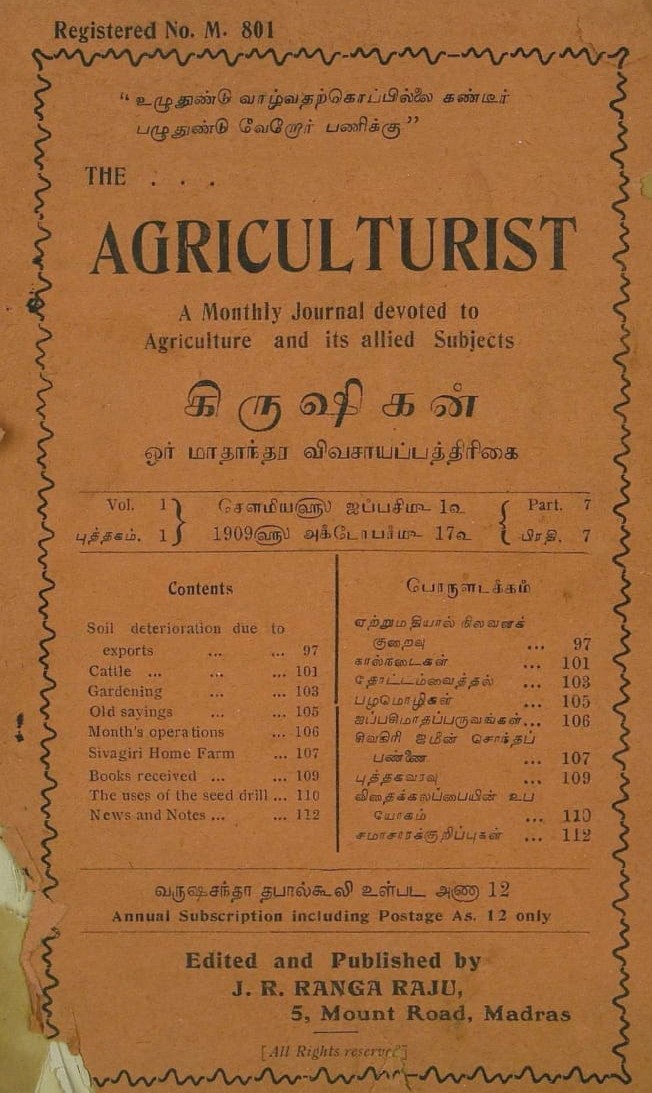 Registered No. M. 801
“உழுதுண்டு வாழ்வதற்கொப்பில்லை கண்டீர்
பழுதுண்டு வேறோர் பணிக்கு”
THE . . .
AGRICULTURIST
A Monthly Journal devoted to
Agriculture and its allied Subjects
கிருஷிகன்
ஓர் மாதாந்தர விவசாயப்பத்திரிகை
Vol. 1 } சௌமிய௵ ஐப்பசி௴ 1௳ { Part. 7
புத்தகம். 1 } 1909௵ அக்டோபர்௴ 17௳ { பிரதி. 7
Contents
Soil deterioration due to
exports ... ... 97
Cattle ... ... ... 101
Gardening ... ... 103
Old sayings ... 105
Month's operations ... 106
Sivagiri Home Farm ... 107
Books received ... ... 109
The uses of the seed drill ... 110
News and Notes ... ... 112
பொருளடக்கம்
ஏற்றுமதியால் நிலவளக்
குறைவு ... 97
கால்நடைகள் ... 101
தோட்டம்வைத்தல் ... 103
பழமொழிகள் ... 105
ஐப்பசிமாதப்பருவங்கள்... 106
சிவகிரி ஜமீன் சொந்தப்
பண்ணை ... 107
புத்தகவரவு ... 109
விதைக்கலப்பையின் உப
யோகம் ... 110
சமாசாரக்குறிப்புகள் ... 112
வருஷசந்தா தபால்கூலி உள்பட அணா 12
Annual Subscription including Postage As. 12 only
Edited and Published by
J. R. RANGA RAJU,
5, Mount Road, Madras
[All Rights reserved]